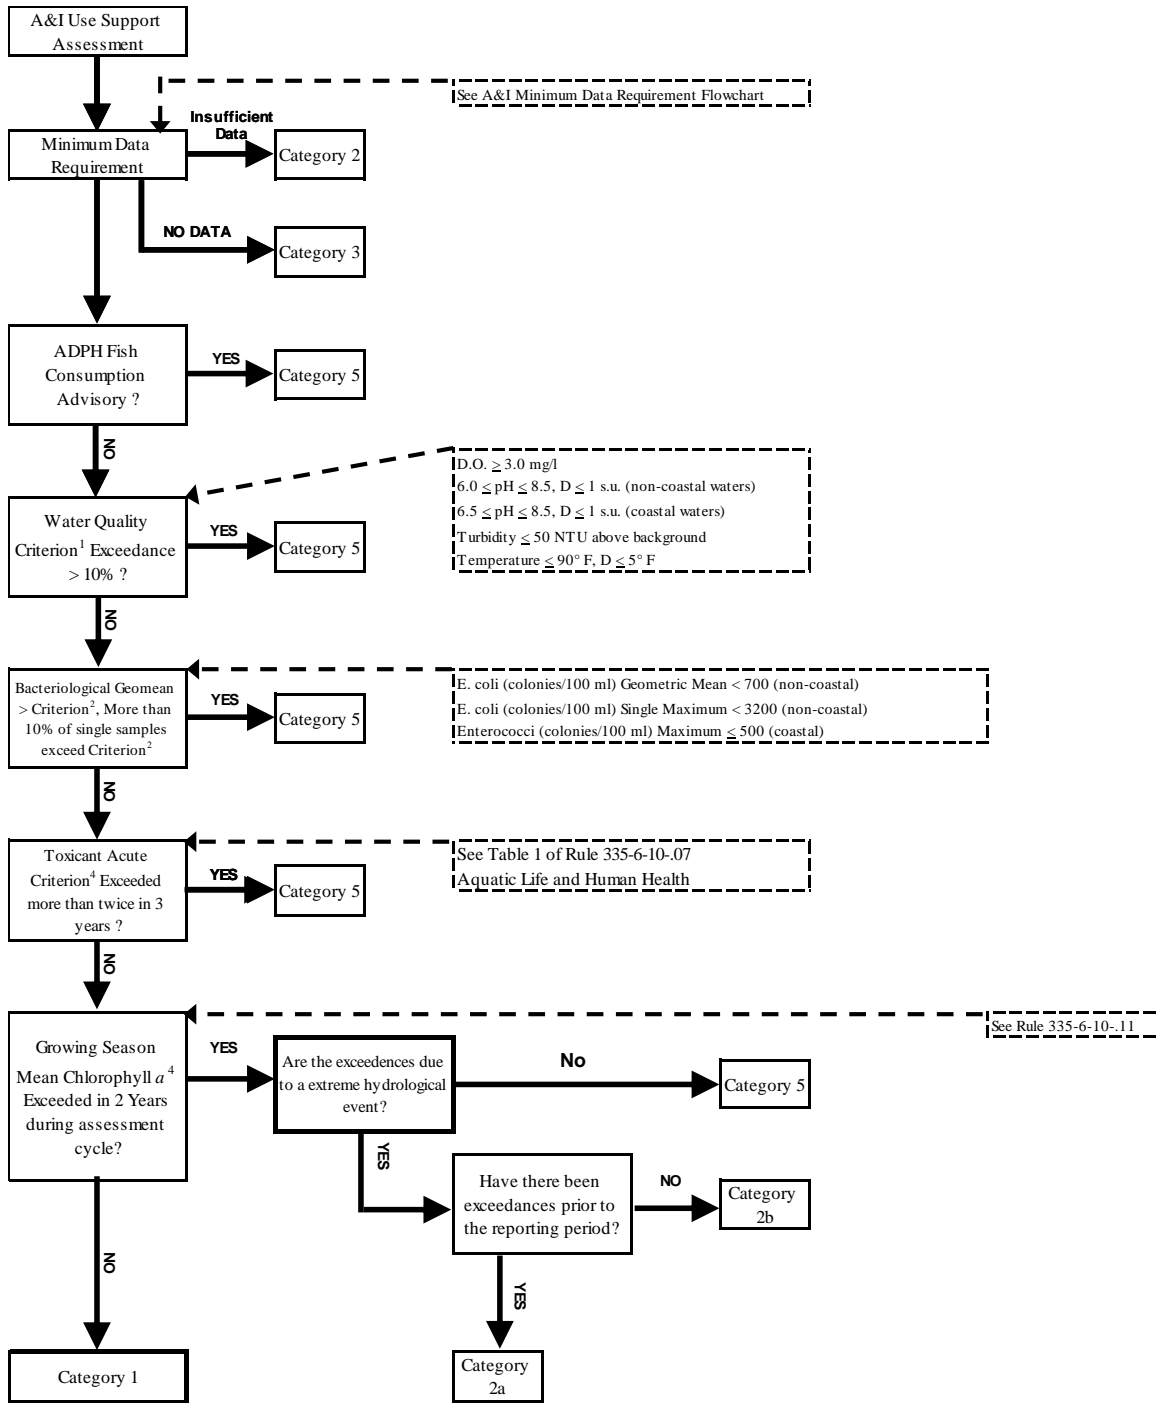 A&I Use Support
Assessment
See A&I Minimum Data Requirement Flowchart
Insufficient
Data
Minimum Data
Requirement
Category 2
NO DATA
Category 3
ADPH Fish
Consumption
Advisory ?
YES
Category 5
NO
D.O. ≥ 3.0 mg/l
6.0 ≤ pH ≤ 8.5, D ≤ 1 s.u. (non-coastal waters)
6.5 ≤ pH ≤ 8.5, D ≤ 1 s.u. (coastal waters)
Turbidity ≤ 50 NTU above background
Temperature ≤ 90° F, D ≤ 5° F
Water Quality
Criterion¹ Exceedance
> 10% ?
YES
Category 5
NO
Bacteriological Geomean
> Criterion², More than
10% of single samples
exceed Criterion²
YES
Category 5
E. coli (colonies/100 ml) Geometric Mean < 700 (non-coastal)
E. coli (colonies/100 ml) Single Maximum < 3200 (non-coastal)
Enterococci (colonies/100 ml) Maximum ≤ 500 (coastal)
NO
Toxicant Acute
Criterion⁴ Exceeded
more than twice in 3
years ?
YES
Category 5
See Table 1 of Rule 335-6-10-.07
Aquatic Life and Human Health
NO
See Rule 335-6-10-.11
Growing Season
Mean Chlorophyll a ⁴
Exceeded in 2 Years
during assessment
cycle?
YES
Are the exceedences due
to a extreme hydrological
event?
No
Category 5
YES
Have there been
exceedances prior to
the reporting period?
NO
Category
2b
NO
YES
Category 1
Category
2a